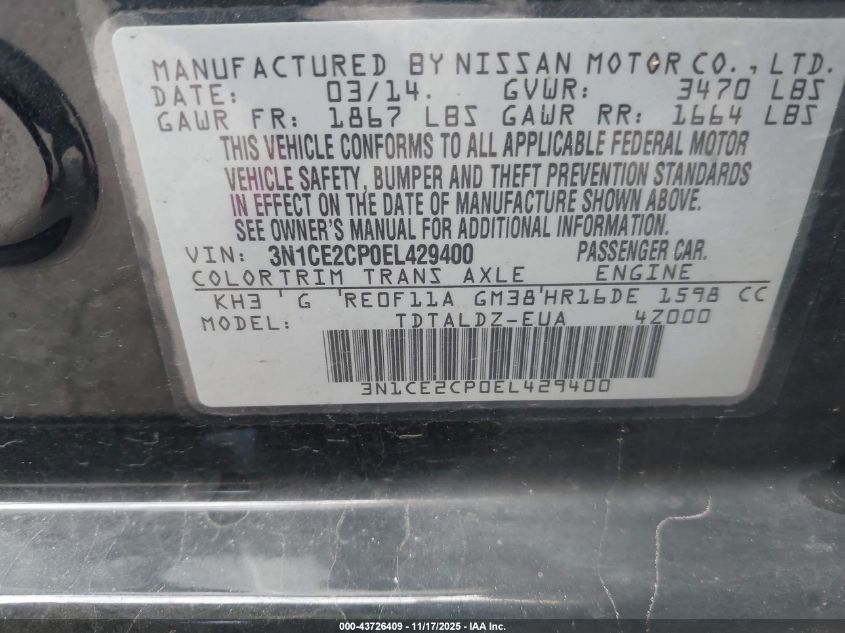 MANUFACTURED BY NISSAN MOTOR CO., LTD.
DATE: 03/14. GVWR: 3470 LBS
GAWR FR: 1867 LBS GAWR RR: 1664 LBS
THIS VEHICLE CONFORMS TO ALL APPLICABLE FEDERAL MOTOR
VEHICLE SAFETY, BUMPER AND THEFT PREVENTION STANDARDS
IN EFFECT ON THE DATE OF MANUFACTURE SHOWN ABOVE.
SEE OWNER'S MANUAL FOR ADDITIONAL INFORMATION.
VIN: 3N1CE2CP0EL429400 PASSENGER CAR.
COLORTRIM TRANS AXLE ENGINE
KH3 ' G 'RE0F11A GM38'HR16DE 1598 CC
MODEL: TDTALDZ-EUA 4Z000
3N1CE2CP0EL429400
000-43726409 - 11/17/2025 - IAA Inc.